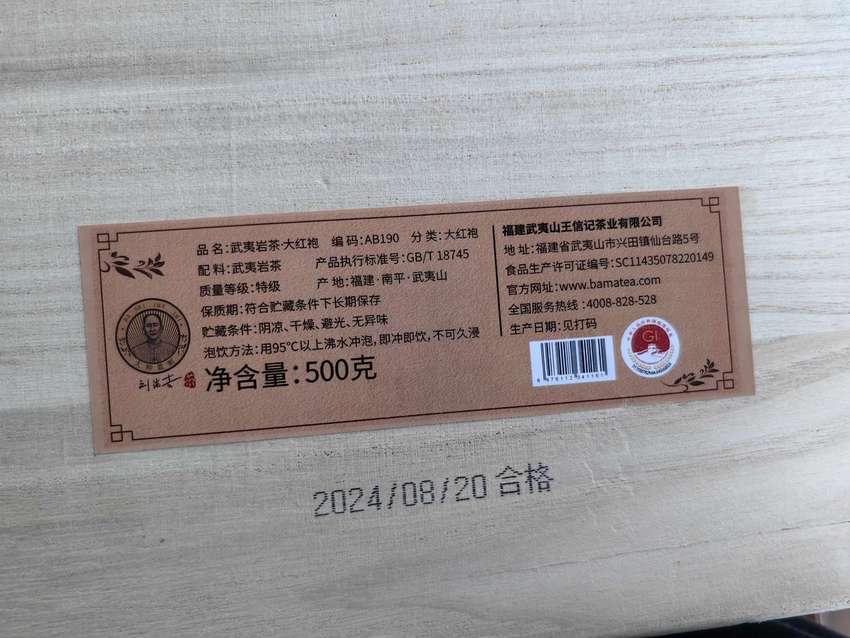 品名:武夷岩茶·大红袍 编码:AB190 分类:大红袍
配料:武夷岩茶 产品执行标准号:GB/T 18745
质量等级:特级 产地:福建·南平·武夷山
保质期:符合贮藏条件下长期保存
贮藏条件:阴凉、干燥、避光、无异味
泡饮方法:用95℃以上沸水冲泡,即冲即饮,不可久浸
净含量:500克
福建武夷山王信记茶业有限公司
地址:福建省武夷山市兴田镇仙台路5号
食品生产许可证编号:SC11435078220149
官方网址:www.bamatea.com
全国服务热线:4008-828-528
生产日期:见打码
GI
2024/08/20 合格